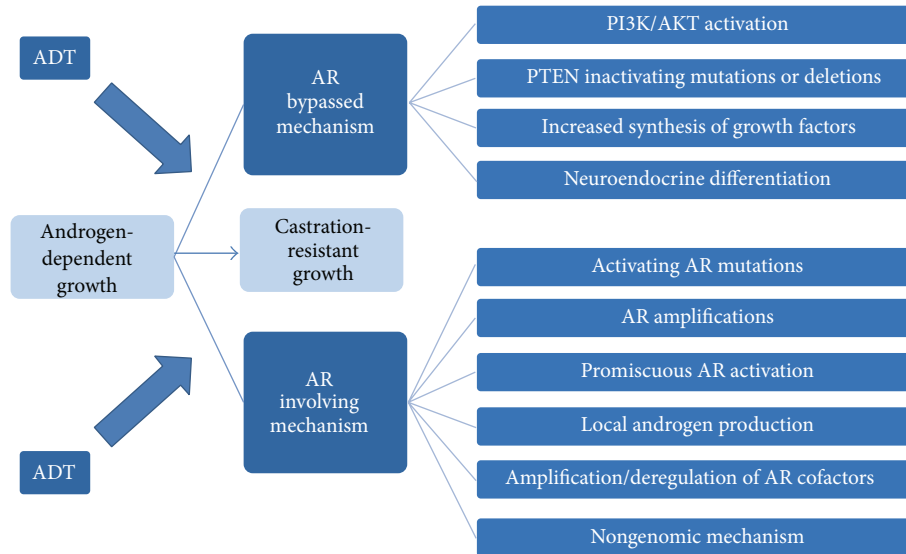 ADT
Androgen-
dependent
growth
ADT
AR
bypassed
mechanism
Castration-
resistant
growth
AR
involving
mechanism
PI3K/AKT activation
PTEN inactivating mutations or deletions
Increased synthesis of growth factors
Neuroendocrine differentiation
Activating AR mutations
AR amplifications
Promiscuous AR activation
Local androgen production
Amplification/deregulation of AR cofactors
Nongenomic mechanism